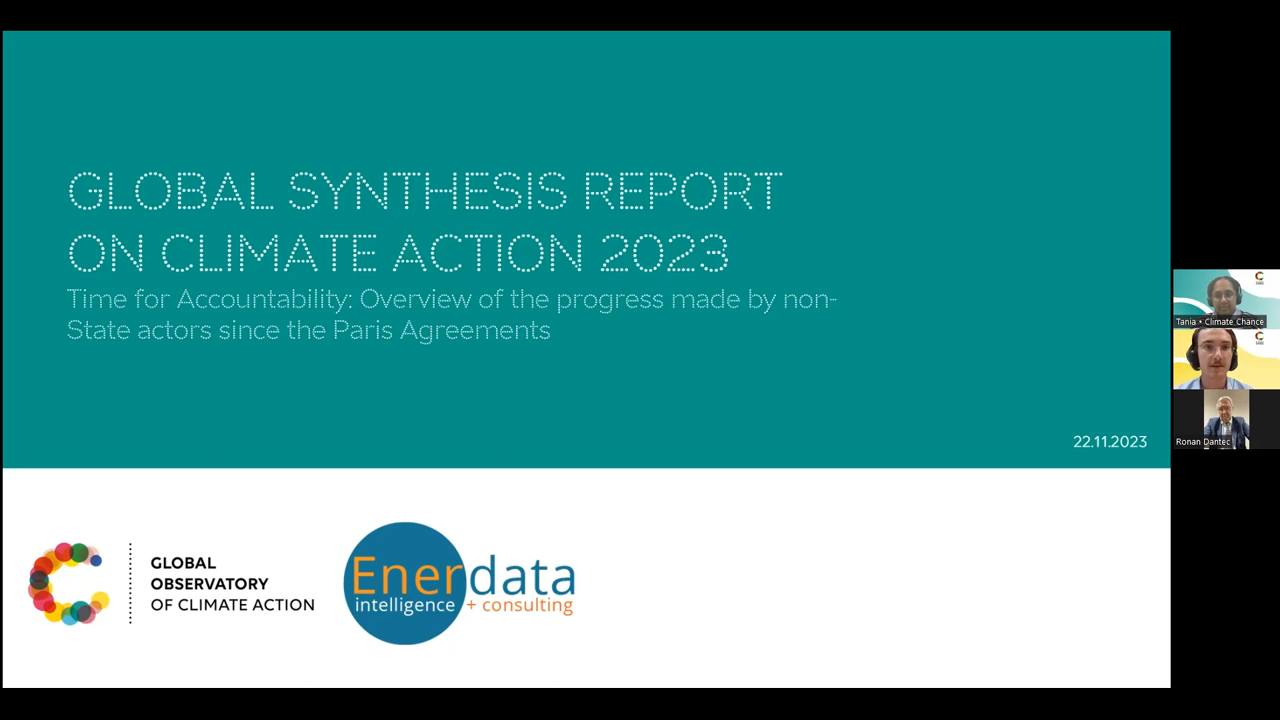 GLOBAL SYNTHESIS REPORT
ON CLIMATE ACTION 2023
Time for Accountability: Overview of the progress made by non-
State actors since the Paris Agreements
22.11.2023
GLOBAL
OBSERVATORY
OF CLIMATE ACTION
Enerdata
intelligence + consulting
Tania • Climate Chance
Ronan Dantec